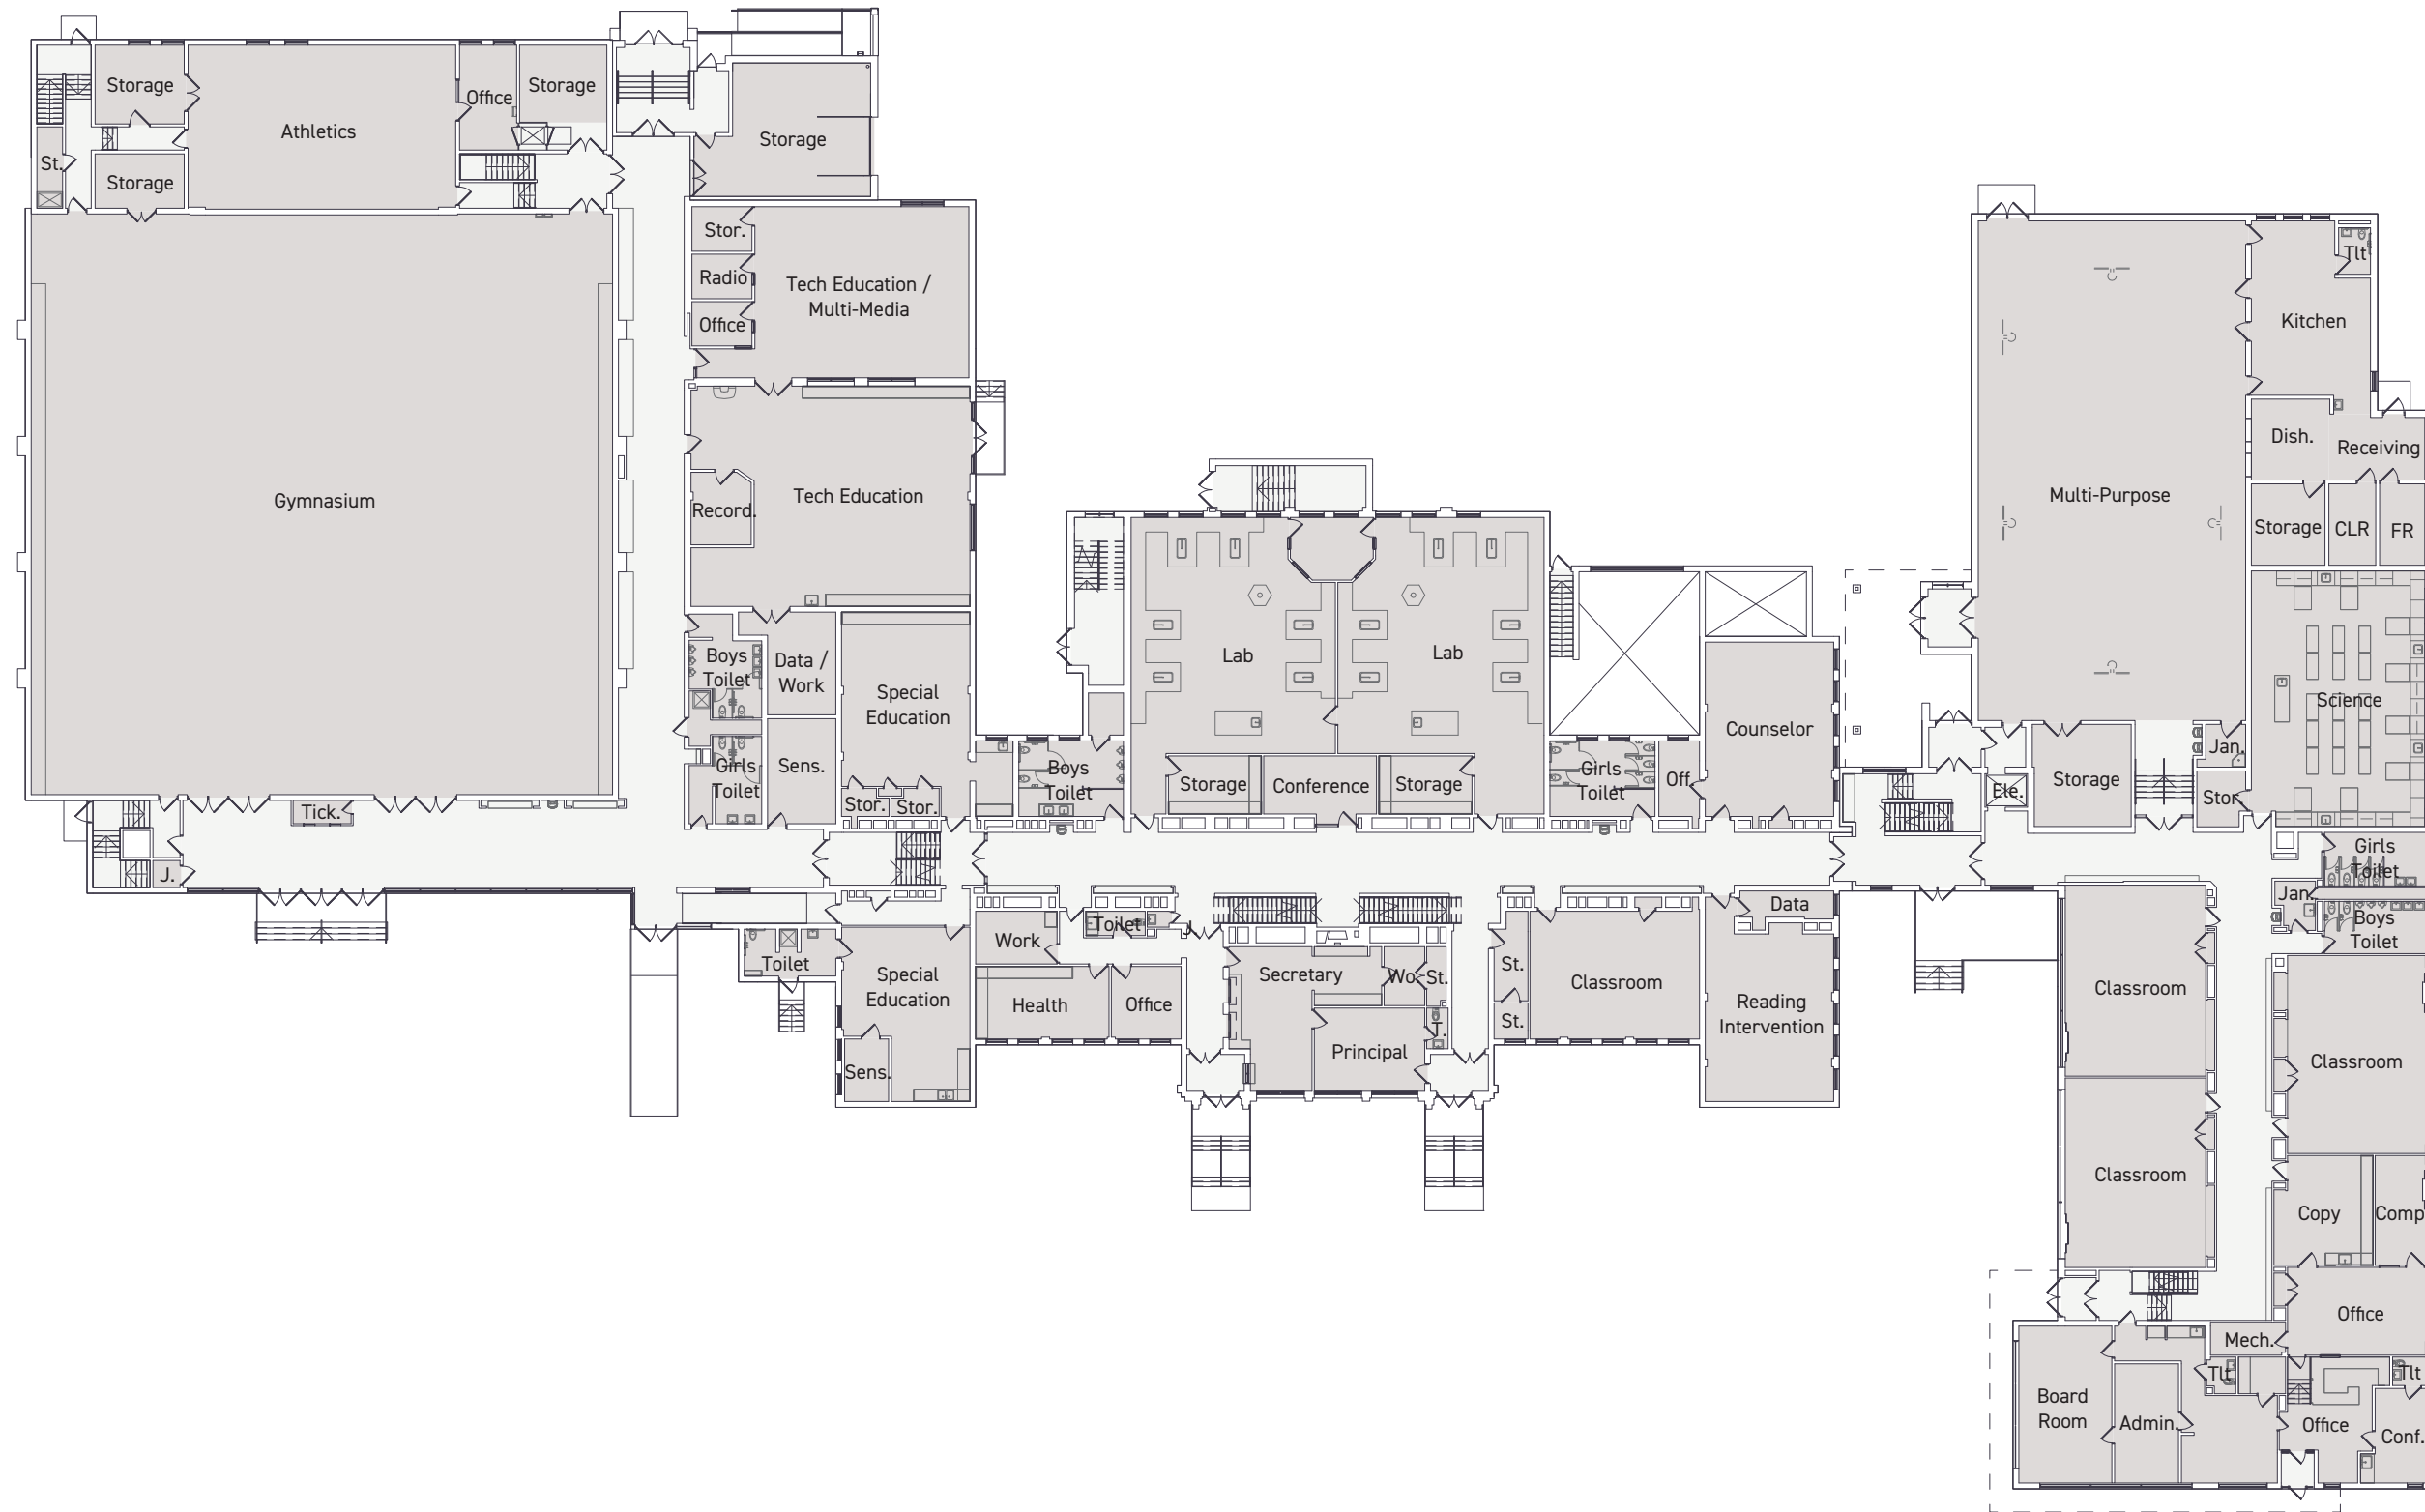 Storage
Athletics
Office
Storage
St.
Storage
Storage
Gymnasium
Stor.
Radio
Office
Tech Education /
Multi-Media
Record.
Tech Education
Boys
Toilet
Data /
Work
Special
Education
Girls
Toilet
Sens.
Stor.
Stor.
Tick.
J.
Boys
Toilet
Lab
Lab
Storage
Conference
Storage
Girls
Toilet
Off.
Counselor
Toilet
Special
Education
Sens.
Work
Toilet
J.
Health
Office
Secretary
Wo.
St.
T.
Principal
St.
St.
Classroom
Data
Reading
Intervention
Multi-Purpose
Tlt
Kitchen
Dish.
Receiving
Storage
CLR
FR
Science
Ele.
Storage
Jan.
Stor.
Girls
Toilet
Jan.
Boys
Toilet
Classroom
Classroom
Classroom
Copy
Comp
Office
Mech.
Tlt
Tlt
Board
Room
Admin.
Office
Conf.